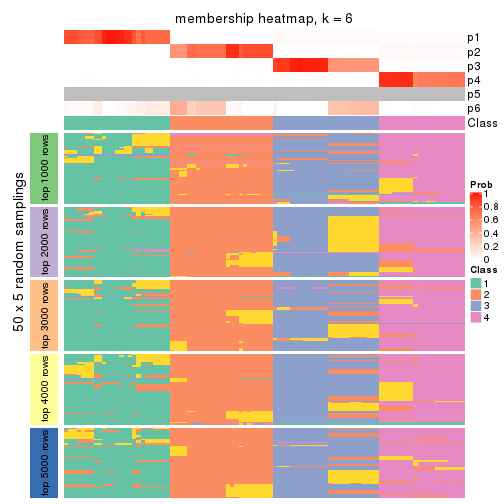 membership heatmap, k = 6
p1
p2
p3
p4
p5
p6
Class
50 x 5 random samplings
top 1000 rows
top 2000 rows
top 3000 rows
top 4000 rows
top 5000 rows
Prob
1
0.8
0.6
0.4
0.2
0
Class
1
2
3
4